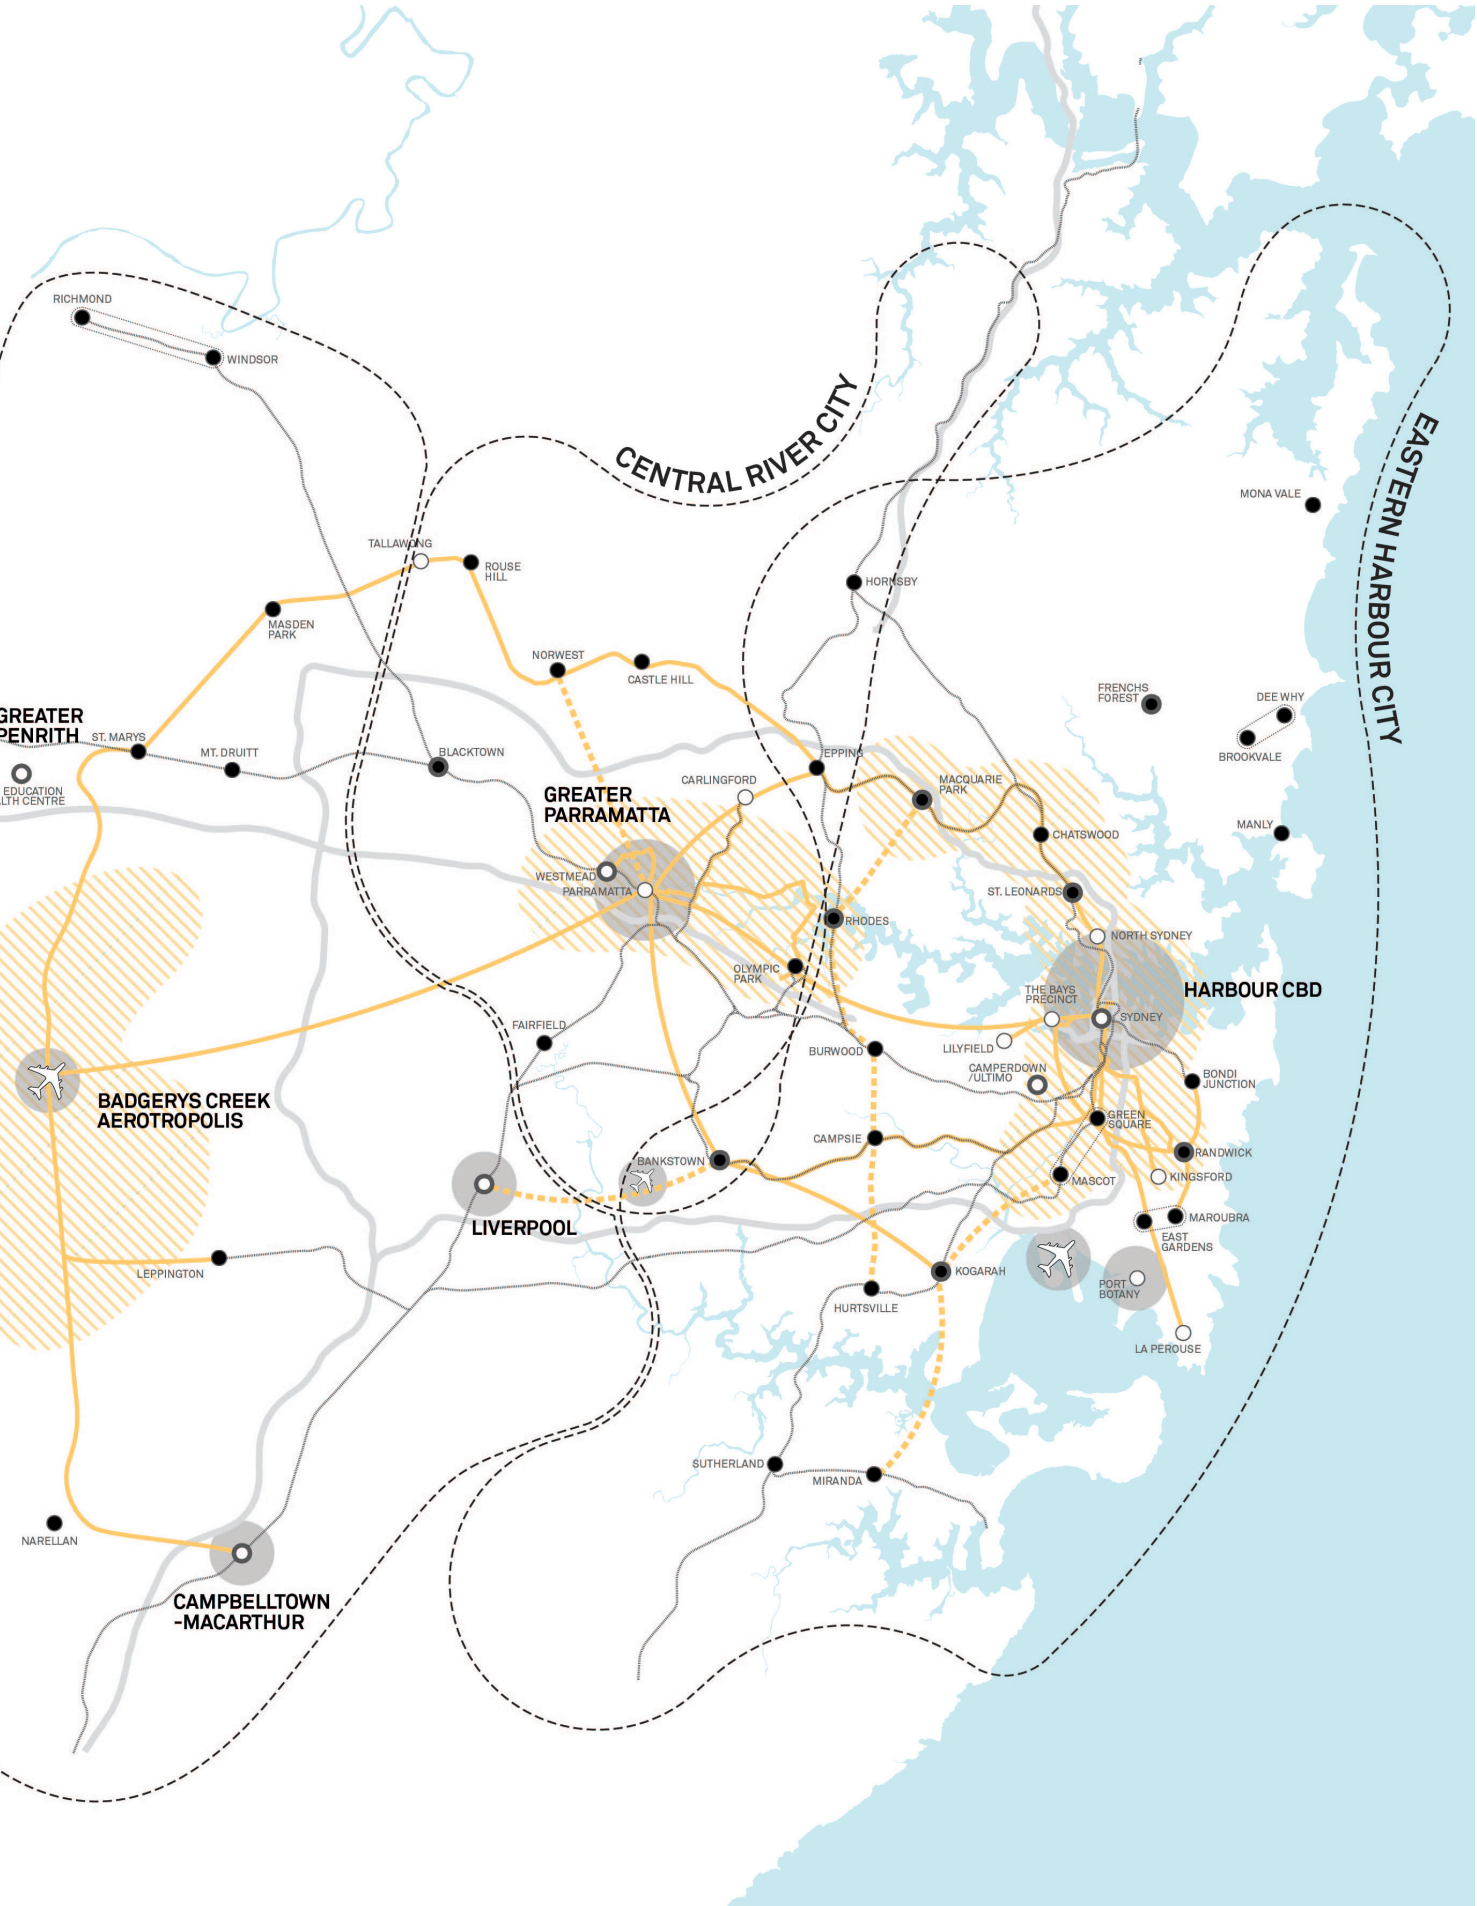 RICHMOND
WINDSOR
CENTRAL RIVER CITY
EASTERN HARBOUR CITY
MONA VALE
TALLAWONG
ROUSE
HILL
HORNSBY
MASDEN
PARK
NORWEST
CASTLE HILL
FRENCHS
FOREST
DEE WHY
BROOKVALE
GREATER
PENRITH
ST. MARYS
MT. DRUITT
BLACKTOWN
EPPING
EDUCATION
LTH CENTRE
CARLINGFORD
MACQUARIE
PARK
GREATER
PARRAMATTA
MANLY
CHATSWOOD
WESTMEAD
PARRAMATTA
ST. LEONARDS
RHODES
NORTH SYDNEY
OLYMPIC
PARK
THE BAYS
PRECINCT
HARBOUR CBD
SYDNEY
FAIRFIELD
BURWOOD
LILYFIELD
CAMPERDOWN
/ULTIMO
BONDI
JUNCTION
BADGERYS CREEK
AEROTROPOLIS
GREEN
SQUARE
CAMPSIE
BANKSTOWN
RANDWICK
KINGSFORD
MASCOT
LIVERPOOL
MAROUBRA
EAST
GARDENS
LEPPINGTON
KOGARAH
PORT
BOTANY
HURTSVILLE
LA PEROUSE
SUTHERLAND
MIRANDA
NARELLAN
CAMPBELLTOWN
-MACARTHUR